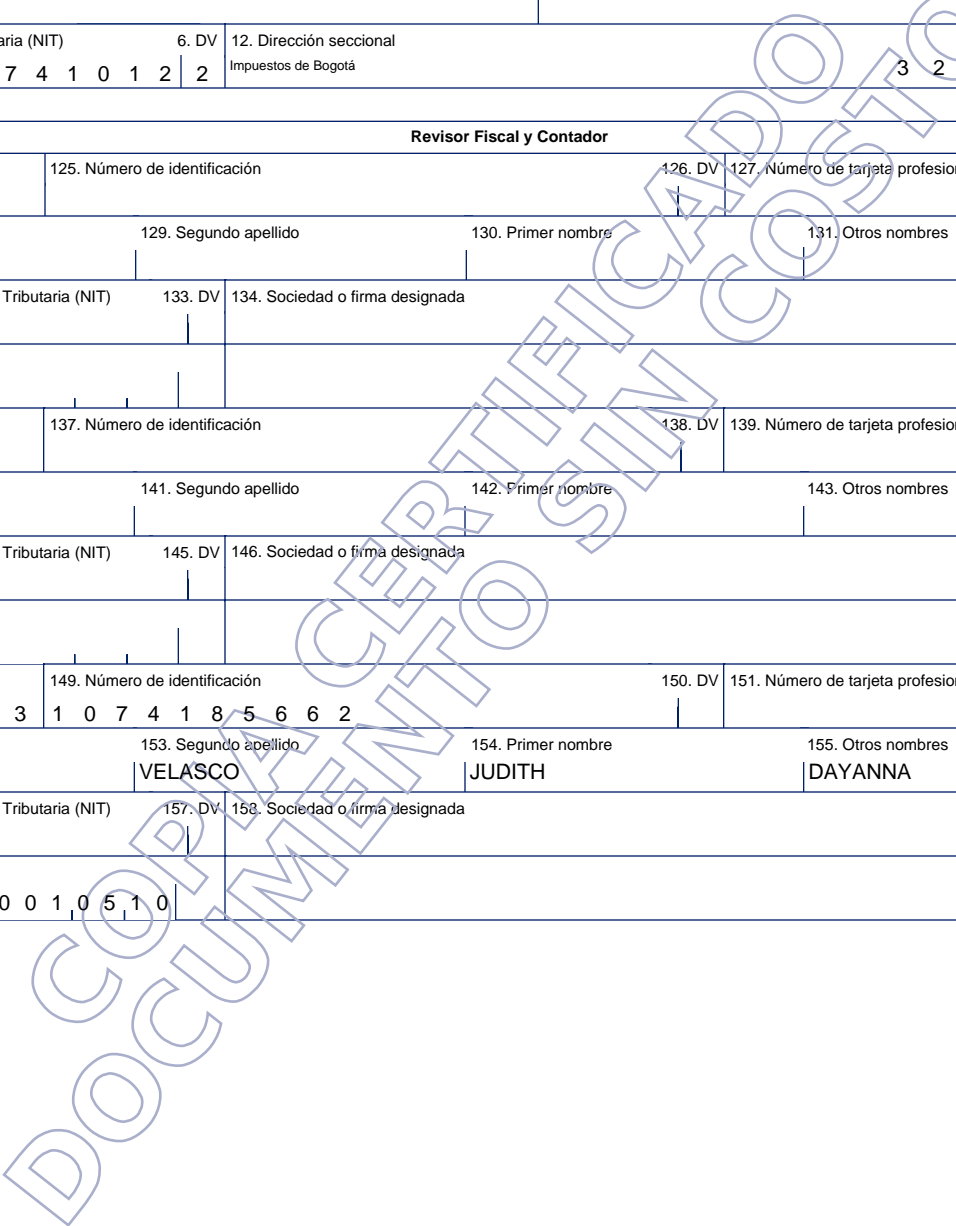 aria (NIT) 6. DV 12. Dirección seccional
7 4 1 0 1 2 2 Impuestos de Bogotá 3 2
Revisor Fiscal y Contador
125. Número de identificación 126. DV 127. Número de tarjeta profesion
129. Segundo apellido 130. Primer nombre 131. Otros nombres
Tributaria (NIT) 133. DV 134. Sociedad o firma designada
137. Número de identificación 138. DV 139. Número de tarjeta profesion
141. Segundo apellido 142. Primer nombre 143. Otros nombres
Tributaria (NIT) 145. DV 146. Sociedad o firma designada
149. Número de identificación 150. DV 151. Número de tarjeta profesion
3 1 0 7 4 1 8 5 6 6 2
153. Segundo apellido 154. Primer nombre 155. Otros nombres
VELASCO JUDITH DAYANNA
Tributaria (NIT) 157. DV 158. Sociedad o firma designada
0 0 1 0 5 1 0
COPIA CERTIFICADO
DOCUMENTO SIN COSTO